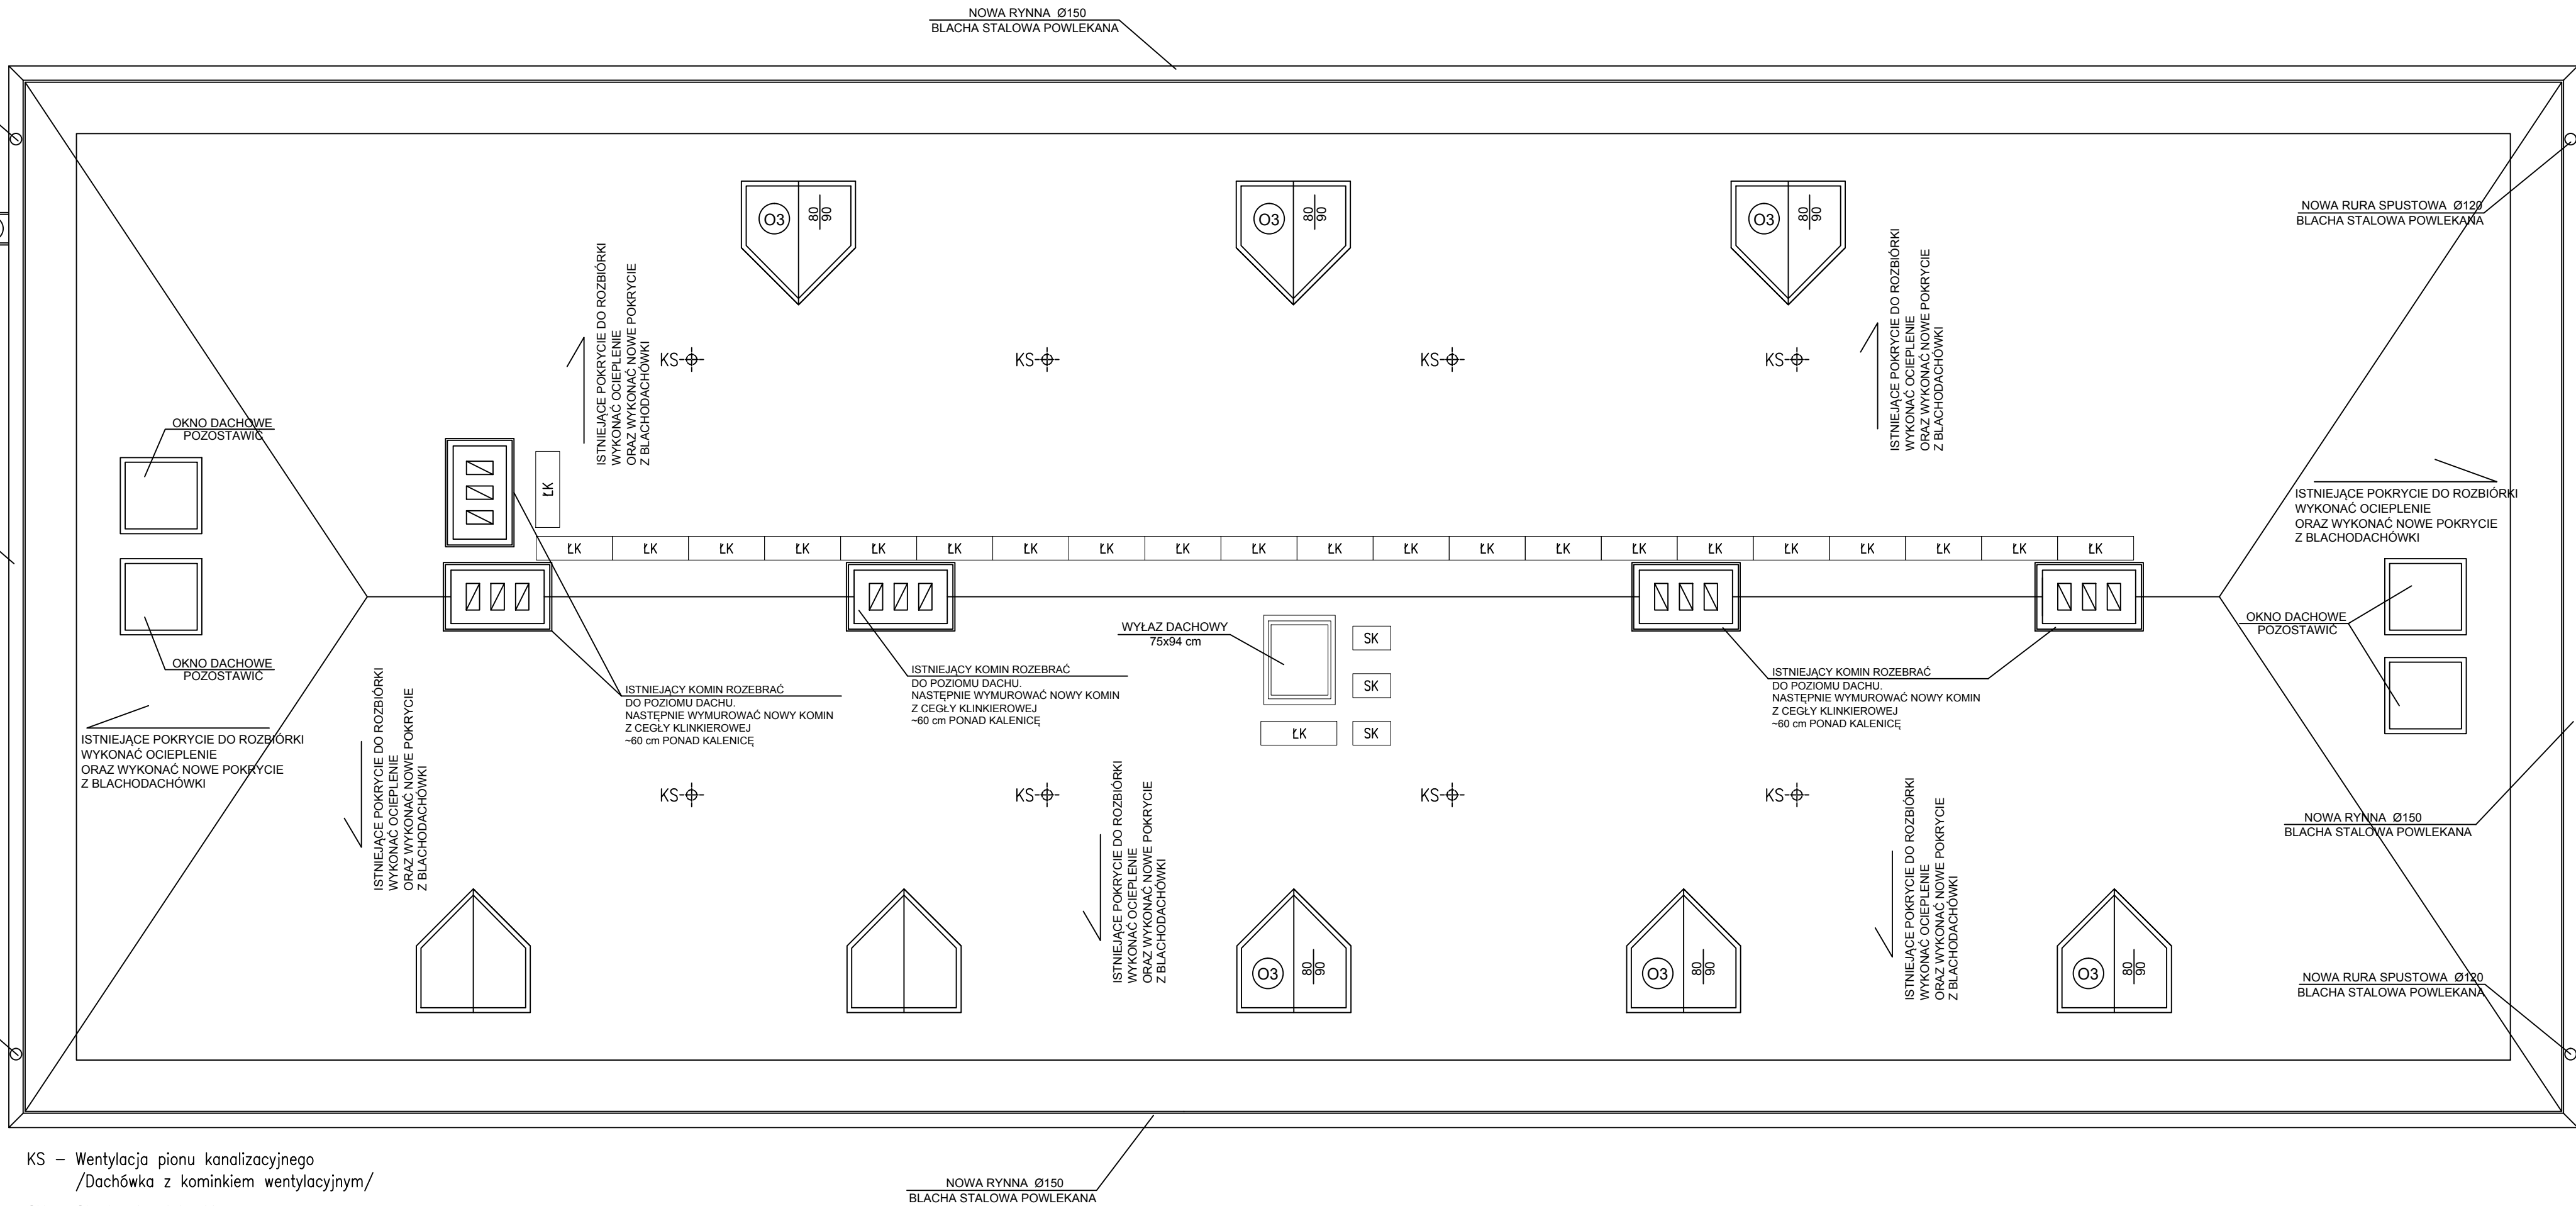 NOWA RYNNA Ø150
BLACHA STALOWA POWLEKANA
NOWA RURA SPUSTOWA Ø120
BLACHA STALOWA POWLEKANA
O3
80
90
O3
80
90
O3
80
90
ISTNIEJĄCE POKRYCIE DO ROZBIÓRKI
WYKONAĆ OCIEPLENIE
ORAZ WYKONAĆ NOWE POKRYCIE
Z BLACHODACHÓWKI
ISTNIEJĄCE POKRYCIE DO ROZBIÓRKI
WYKONAĆ OCIEPLENIE
ORAZ WYKONAĆ NOWE POKRYCIE
Z BLACHODACHÓWKI
KS
KS
KS
KS
OKNO DACHOWE
POZOSTAWIĆ
ŁK
ISTNIEJĄCE POKRYCIE DO ROZBIÓRKI
WYKONAĆ OCIEPLENIE
ORAZ WYKONAĆ NOWE POKRYCIE
Z BLACHODACHÓWKI
ŁK ŁK ŁK ŁK ŁK ŁK ŁK ŁK ŁK ŁK ŁK ŁK ŁK ŁK ŁK ŁK ŁK ŁK ŁK ŁK ŁK
OKNO DACHOWE
POZOSTAWIĆ
OKNO DACHOWE
POZOSTAWIĆ
WYŁAZ DACHOWY
75x94 cm
SK
SK
SK
ŁK
ISTNIEJĄCY KOMIN ROZEBRAĆ
DO POZIOMU DACHU.
NASTĘPNIE WYMUROWAĆ NOWY KOMIN
Z CEGŁY KLINKIEROWEJ
~60 cm PONAD KALENICĘ
ISTNIEJĄCY KOMIN ROZEBRAĆ
DO POZIOMU DACHU.
NASTĘPNIE WYMUROWAĆ NOWY KOMIN
Z CEGŁY KLINKIEROWEJ
~60 cm PONAD KALENICĘ
ISTNIEJĄCY KOMIN ROZEBRAĆ
DO POZIOMU DACHU.
NASTĘPNIE WYMUROWAĆ NOWY KOMIN
Z CEGŁY KLINKIEROWEJ
~60 cm PONAD KALENICĘ
ISTNIEJĄCE POKRYCIE DO ROZBIÓRKI
WYKONAĆ OCIEPLENIE
ORAZ WYKONAĆ NOWE POKRYCIE
Z BLACHODACHÓWKI
ISTNIEJĄCE POKRYCIE DO ROZBIÓRKI
WYKONAĆ OCIEPLENIE
ORAZ WYKONAĆ NOWE POKRYCIE
Z BLACHODACHÓWKI
KS
KS
KS
KS
ISTNIEJĄCE POKRYCIE DO ROZBIÓRKI
WYKONAĆ OCIEPLENIE
ORAZ WYKONAĆ NOWE POKRYCIE
Z BLACHODACHÓWKI
ISTNIEJĄCE POKRYCIE DO ROZBIÓRKI
WYKONAĆ OCIEPLENIE
ORAZ WYKONAĆ NOWE POKRYCIE
Z BLACHODACHÓWKI
NOWA RYNNA Ø150
BLACHA STALOWA POWLEKANA
O3
80
90
O3
80
90
O3
80
90
NOWA RURA SPUSTOWA Ø120
BLACHA STALOWA POWLEKANA
KS – Wentylacja pionu kanalizacyjnego
/Dachówka z kominkiem wentylacyjnym/
NOWA RYNNA Ø150
BLACHA STALOWA POWLEKANA